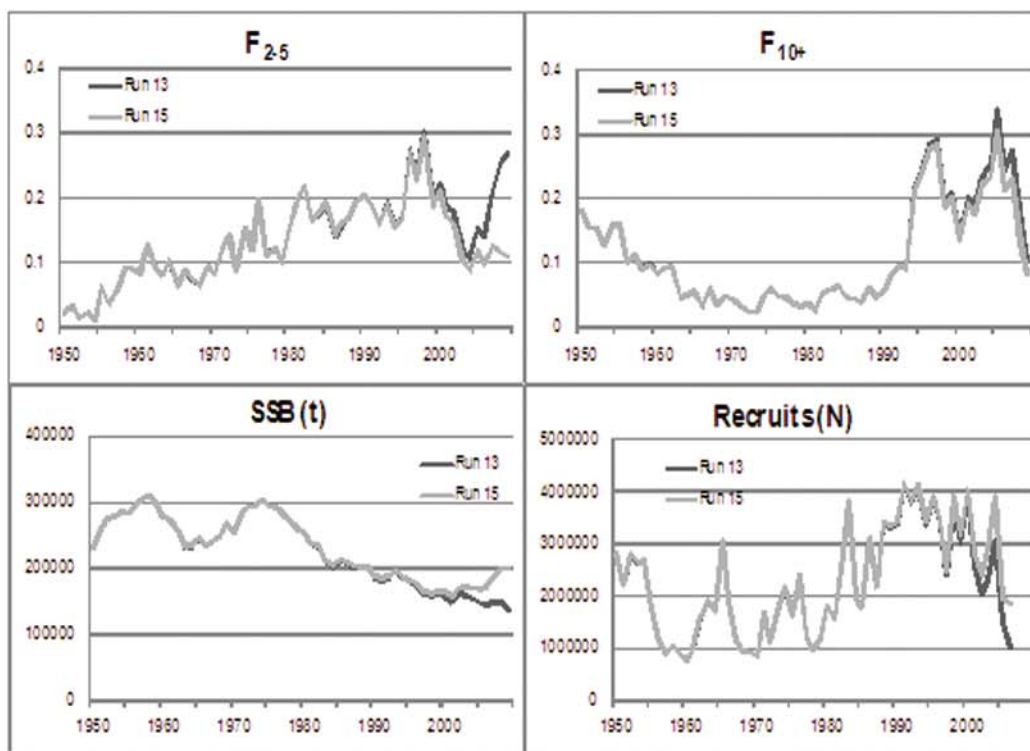 F2-5
0.4
0.3
0.2
0.1
0
Run 13
Run 15
1950 1960 1970 1980 1990 2000
F10+
0.4
0.3
0.2
0.1
0
Run 13
Run 15
1950 1960 1970 1980 1990 2000
SSB (t)
400000
300000
200000
100000
0
Run 13
Run 15
1950 1960 1970 1980 1990 2000
Recruits (N)
5000000
4000000
3000000
2000000
1000000
0
Run 13
Run 15
1950 1960 1970 1980 1990 2000